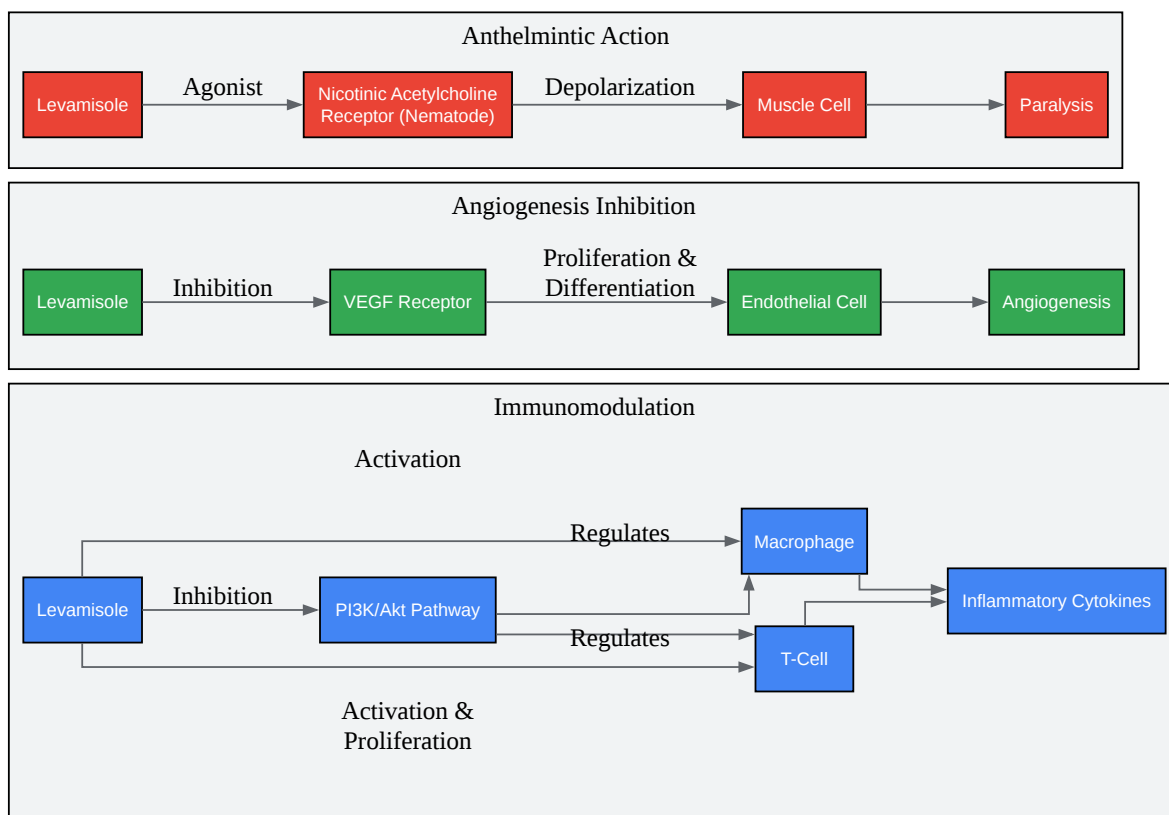 Anthelmintic Action
Levamisole
Agonist
Nicotinic Acetylcholine
Receptor (Nematode)
Depolarization
Muscle Cell
Paralysis
Angiogenesis Inhibition
Levamisole
Inhibition
VEGF Receptor
Proliferation &
Differentiation
Endothelial Cell
Angiogenesis
Immunomodulation
Activation
Regulates
Macrophage
Levamisole
Inhibition
PI3K/Akt Pathway
Inflammatory Cytokines
Regulates
T-Cell
Activation &
Proliferation